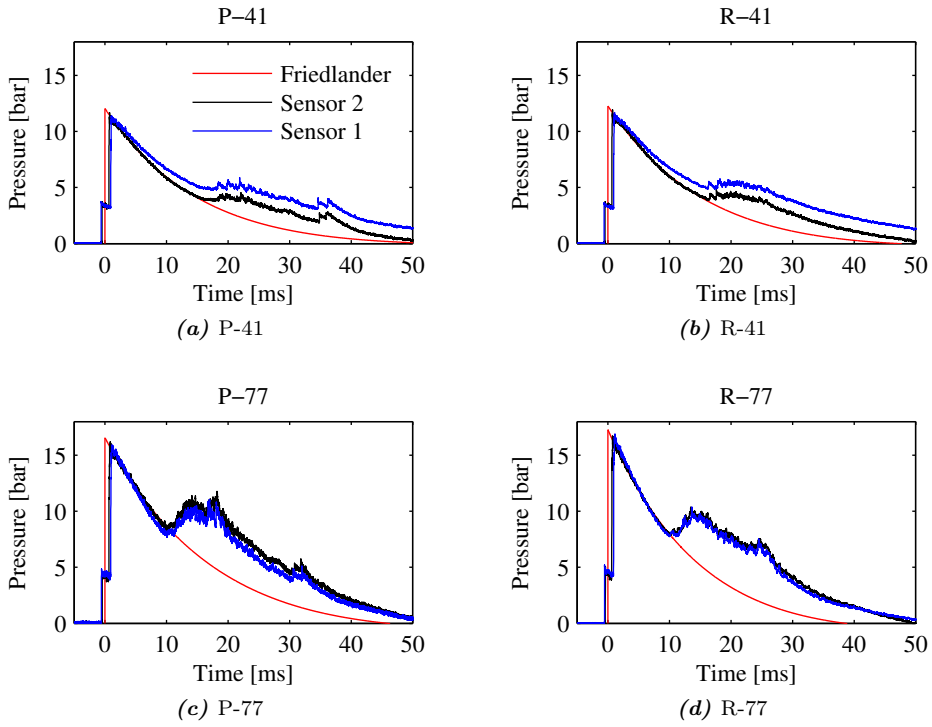 P–41
R–41
Pressure [bar]
15
10
5
0
Friedlander
Sensor 2
Sensor 1
0 10 20 30 40 50
Time [ms]
(a) P-41
Pressure [bar]
15
10
5
0
0 10 20 30 40 50
Time [ms]
(b) R-41
P–77
R–77
Pressure [bar]
15
10
5
0
0 10 20 30 40 50
Time [ms]
(c) P-77
Pressure [bar]
15
10
5
0
0 10 20 30 40 50
Time [ms]
(d) R-77